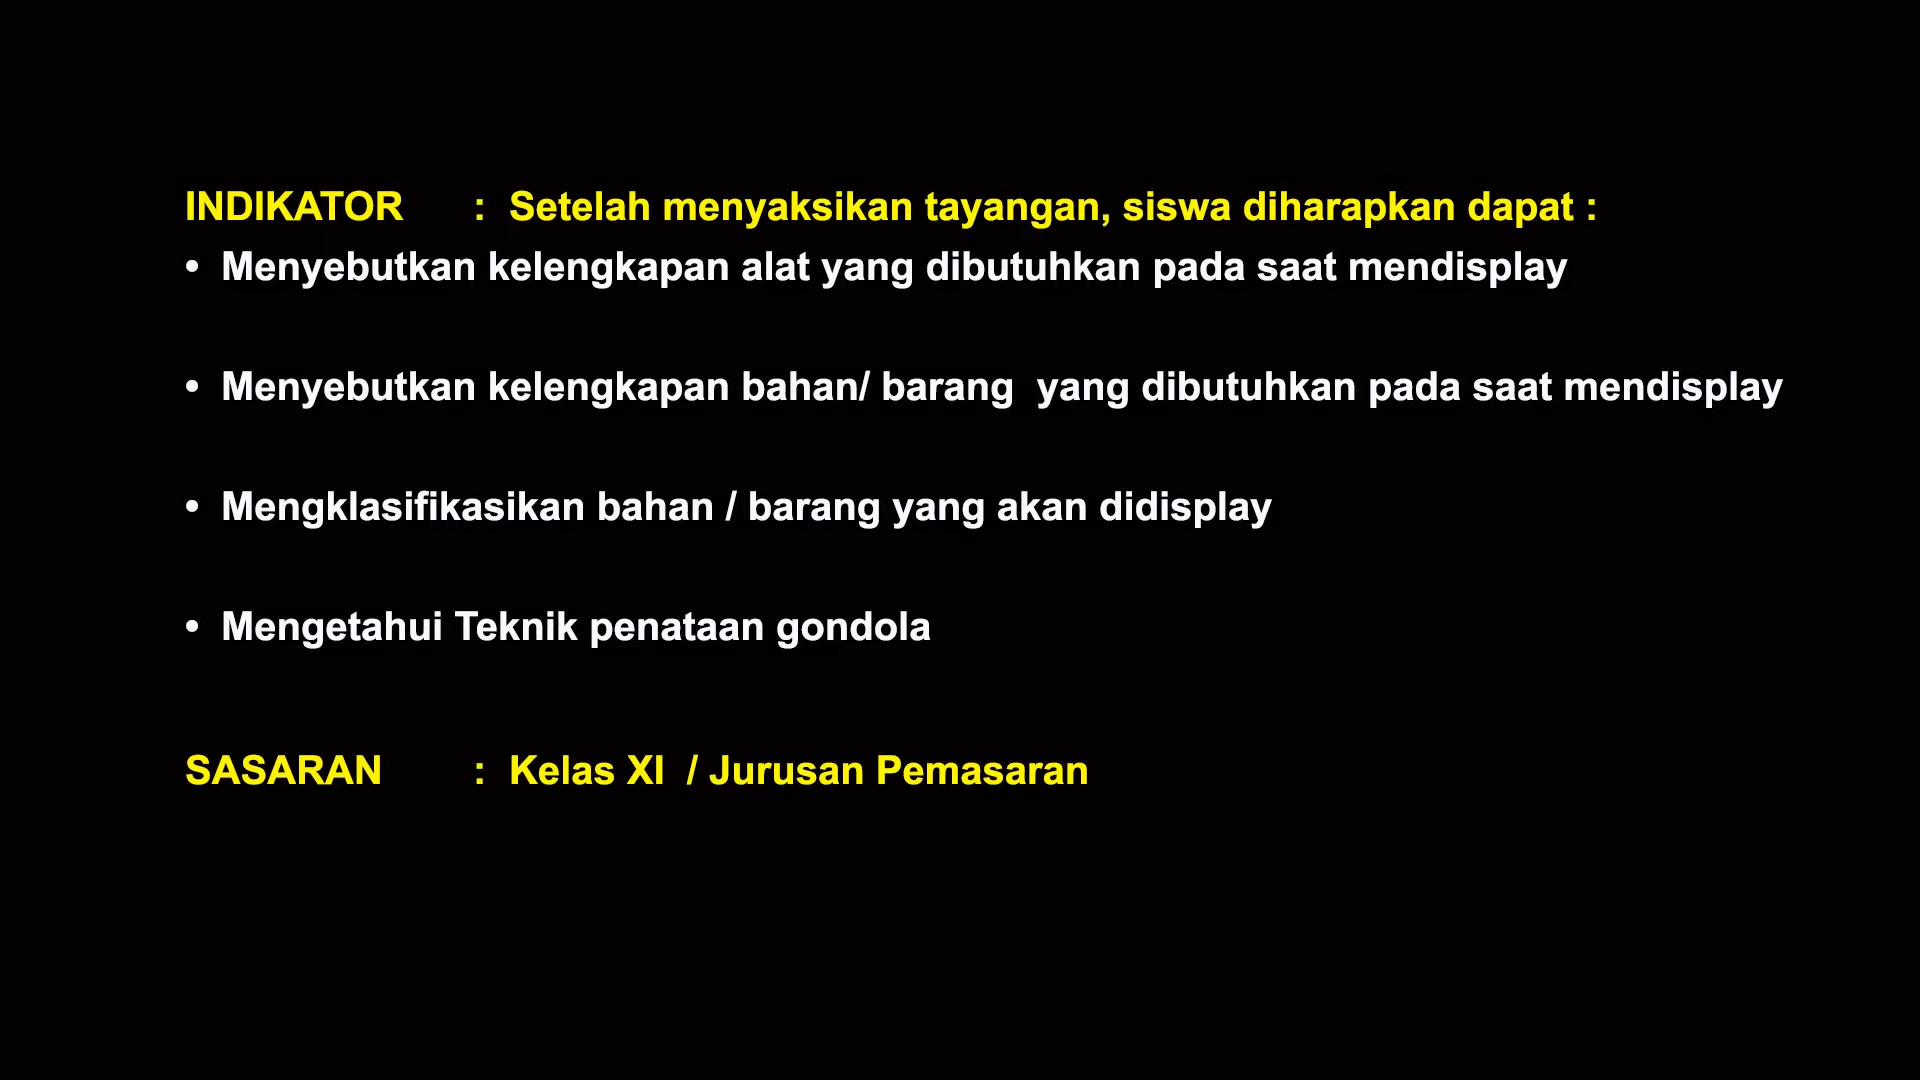 INDIKATOR : Setelah menyaksikan tayangan, siswa diharapkan dapat :
• Menyebutkan kelengkapan alat yang dibutuhkan pada saat mendisplay
• Menyebutkan kelengkapan bahan/ barang  yang dibutuhkan pada saat mendisplay
• Mengklasifikasikan bahan / barang yang akan didisplay
• Mengetahui Teknik penataan gondola
SASARAN : Kelas XI  / Jurusan Pemasaran